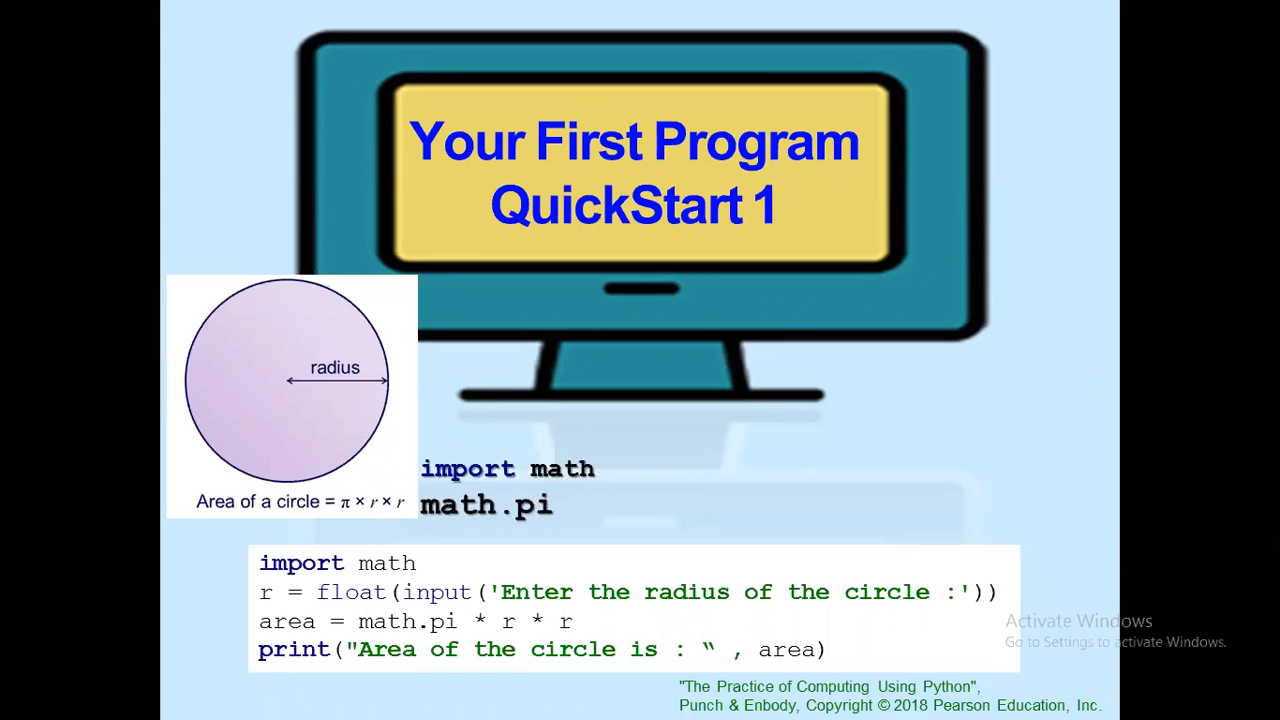 Your First Program
QuickStart 1
radius
Area of a circle = π × r × r
import math
math.pi
import math
r = float(input('Enter the radius of the circle :'))
area = math.pi * r * r
print("Area of the circle is : “ , area)
Activate Windows
Go to Settings to activate Windows.
"The Practice of Computing Using Python",
Punch & Enbody, Copyright © 2018 Pearson Education, Inc.